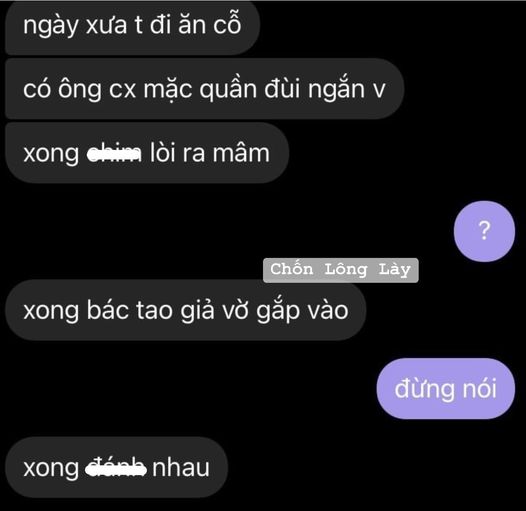 ngày xưa t đi ăn cỗ
có ông cx mặc quần đùi ngắn v
xong chim lòi ra mâm
?
Chốn Lông Lày
xong bác tao giả vờ gắp vào
đừng nói
xong đánh nhau